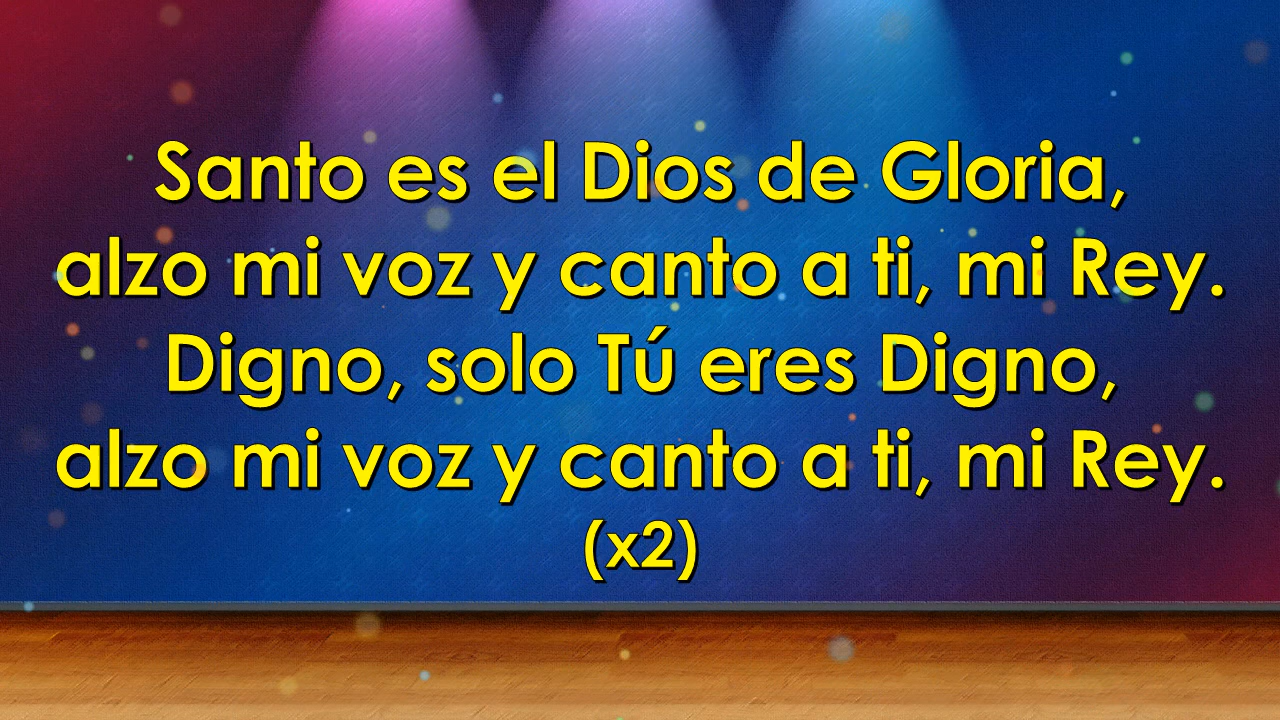 Santo es el Dios de Gloria,
alzo mi voz y canto a ti, mi Rey.
Digno, solo Tú eres Digno,
alzo mi voz y canto a ti, mi Rey.
(x2)